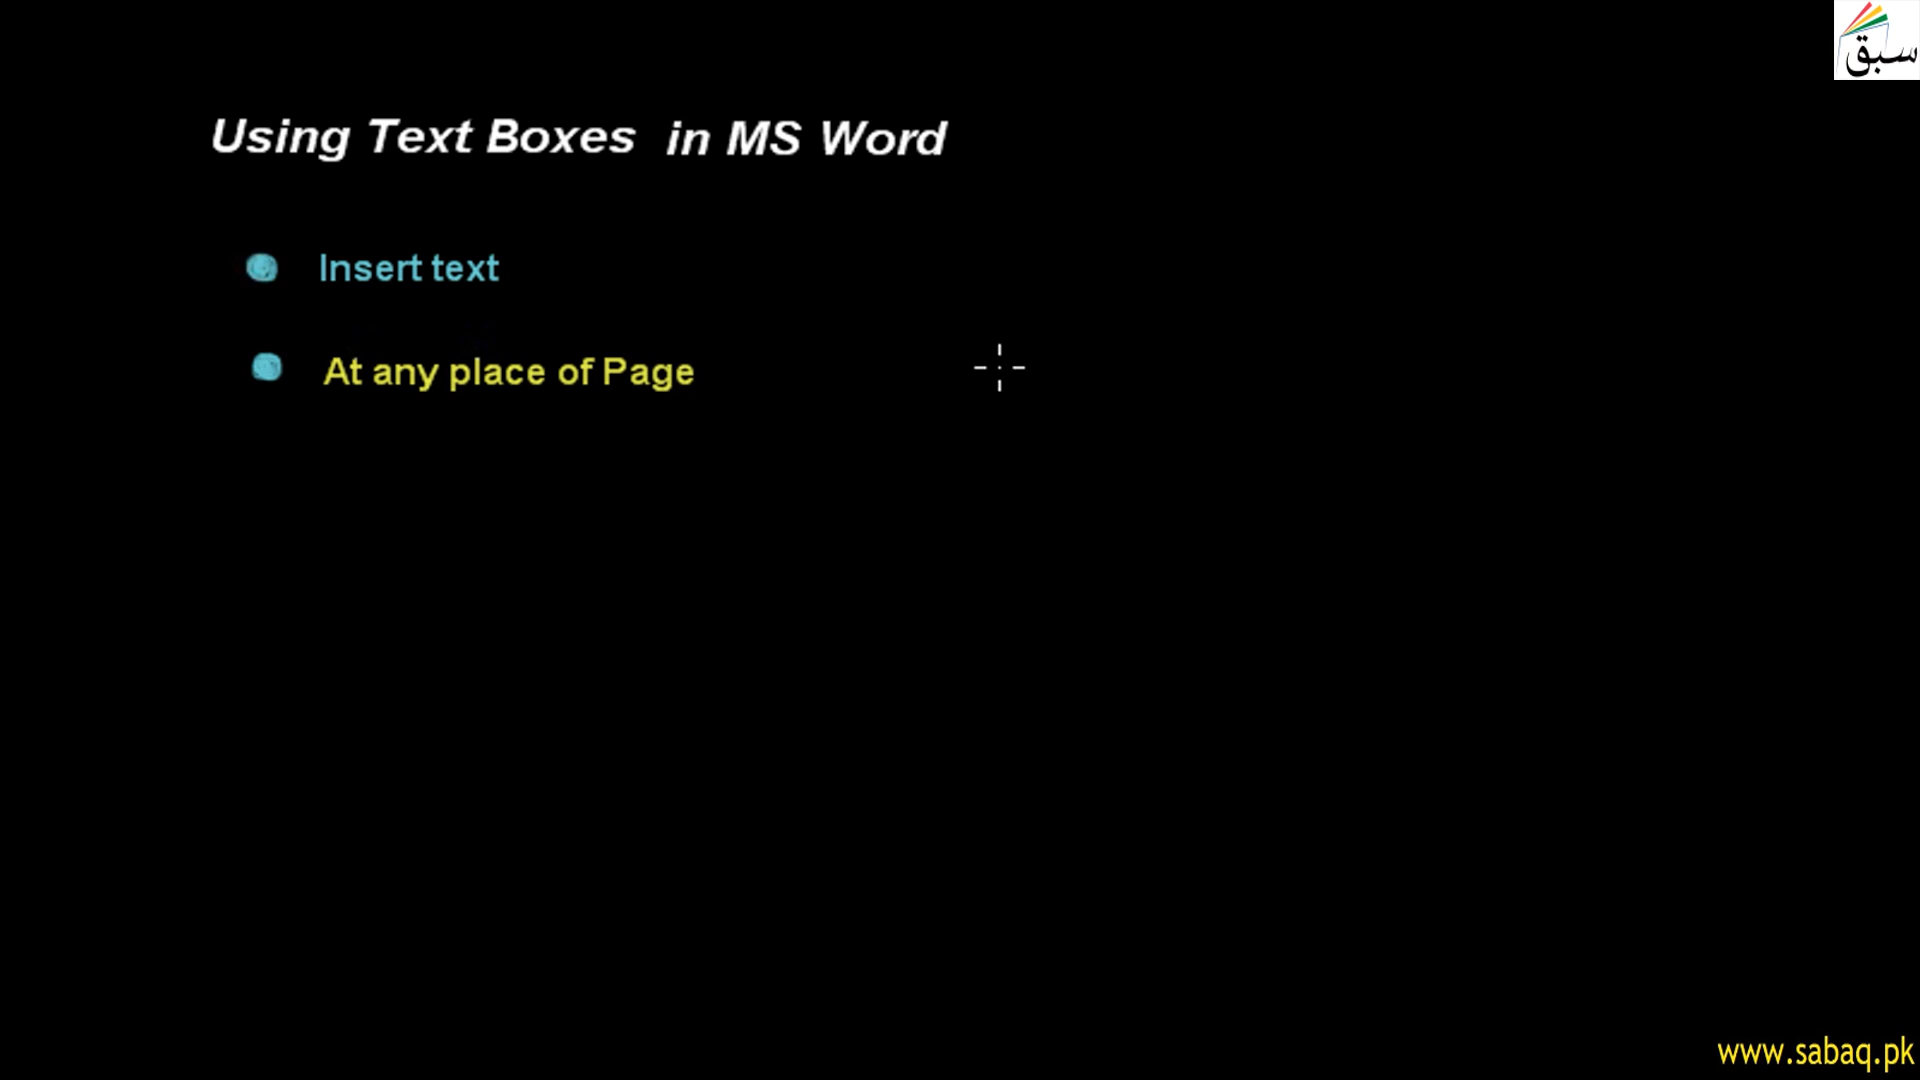 سبق
Using Text Boxes in MS Word
Insert text
At any place of Page
www.sabaq.pk